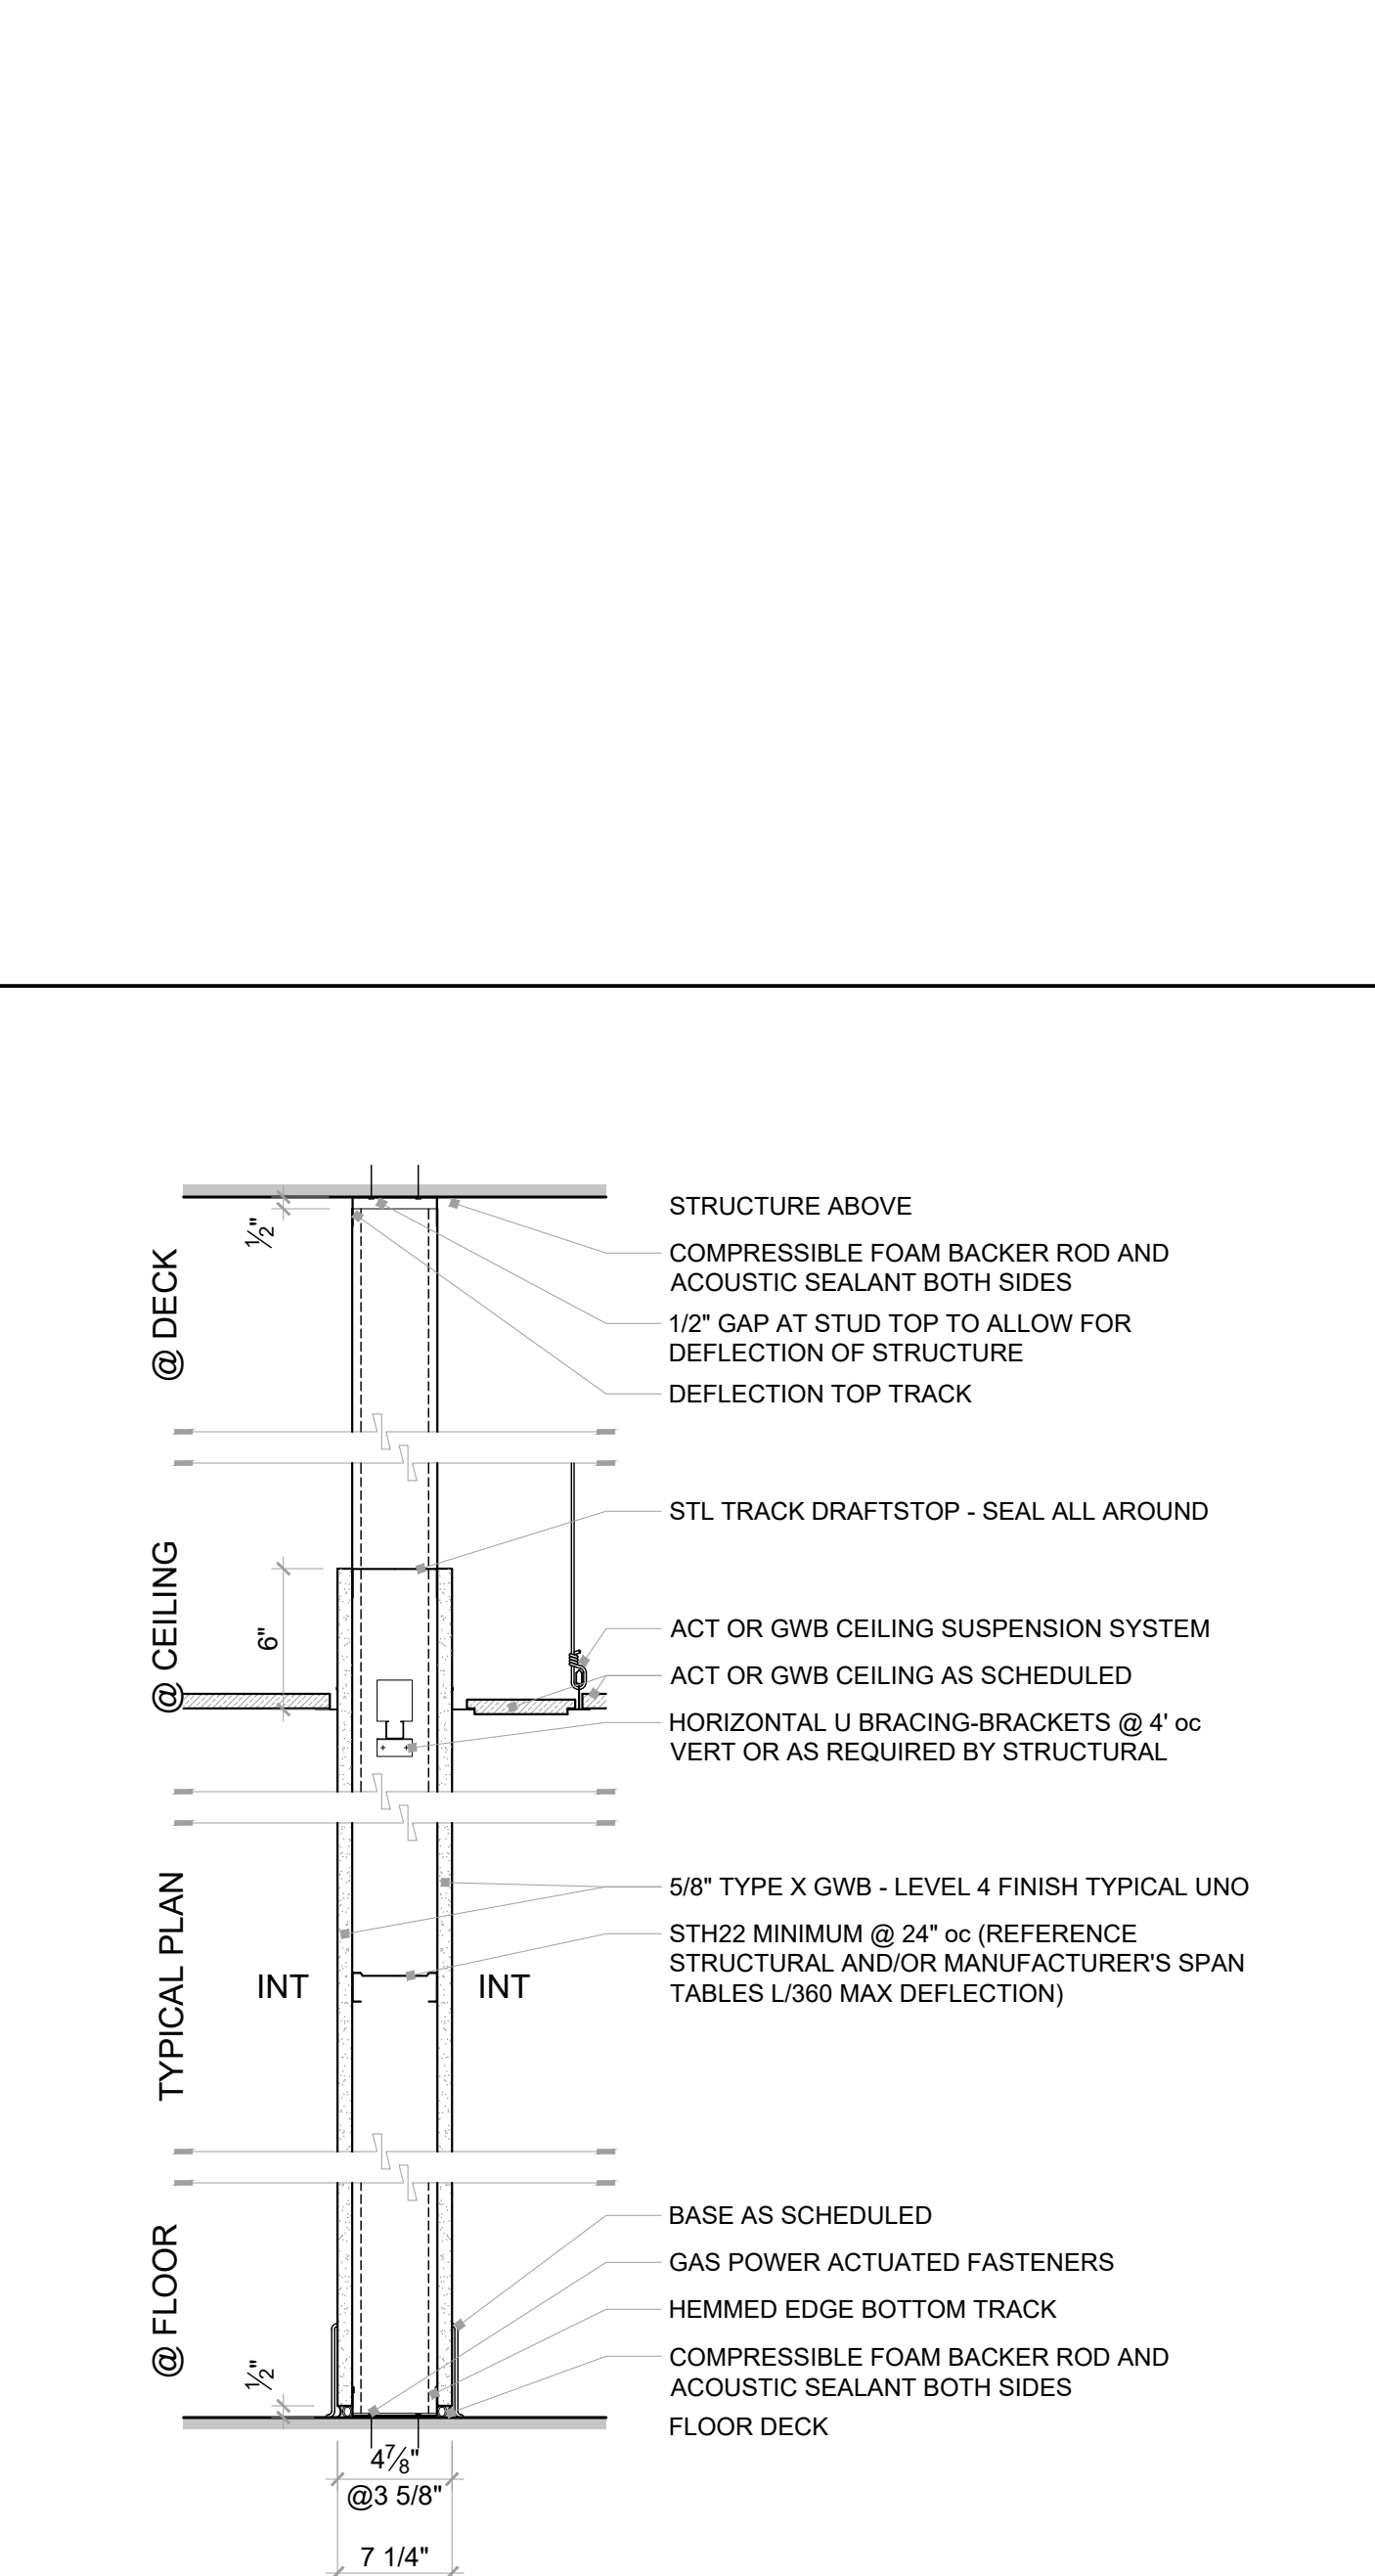 STRUCTURE ABOVE
COMPRESSIBLE FOAM BACKER ROD AND
ACOUSTIC SEALANT BOTH SIDES
1/2" GAP AT STUD TOP TO ALLOW FOR
DEFLECTION OF STRUCTURE
DEFLECTION TOP TRACK
½"
@ DECK
STL TRACK DRAFTSTOP - SEAL ALL AROUND
ACT OR GWB CEILING SUSPENSION SYSTEM
ACT OR GWB CEILING AS SCHEDULED
HORIZONTAL U BRACING-BRACKETS @ 4' oc
VERT OR AS REQUIRED BY STRUCTURAL
6"
@ CEILING
5/8" TYPE X GWB - LEVEL 4 FINISH TYPICAL UNO
STH22 MINIMUM @ 24" oc (REFERENCE
STRUCTURAL AND/OR MANUFACTURER'S SPAN
TABLES L/360 MAX DEFLECTION)
INT
INT
TYPICAL PLAN
BASE AS SCHEDULED
GAS POWER ACTUATED FASTENERS
HEMMED EDGE BOTTOM TRACK
COMPRESSIBLE FOAM BACKER ROD AND
ACOUSTIC SEALANT BOTH SIDES
FLOOR DECK
½"
@ FLOOR
4⅞"
@3 5/8"
7 1/4"